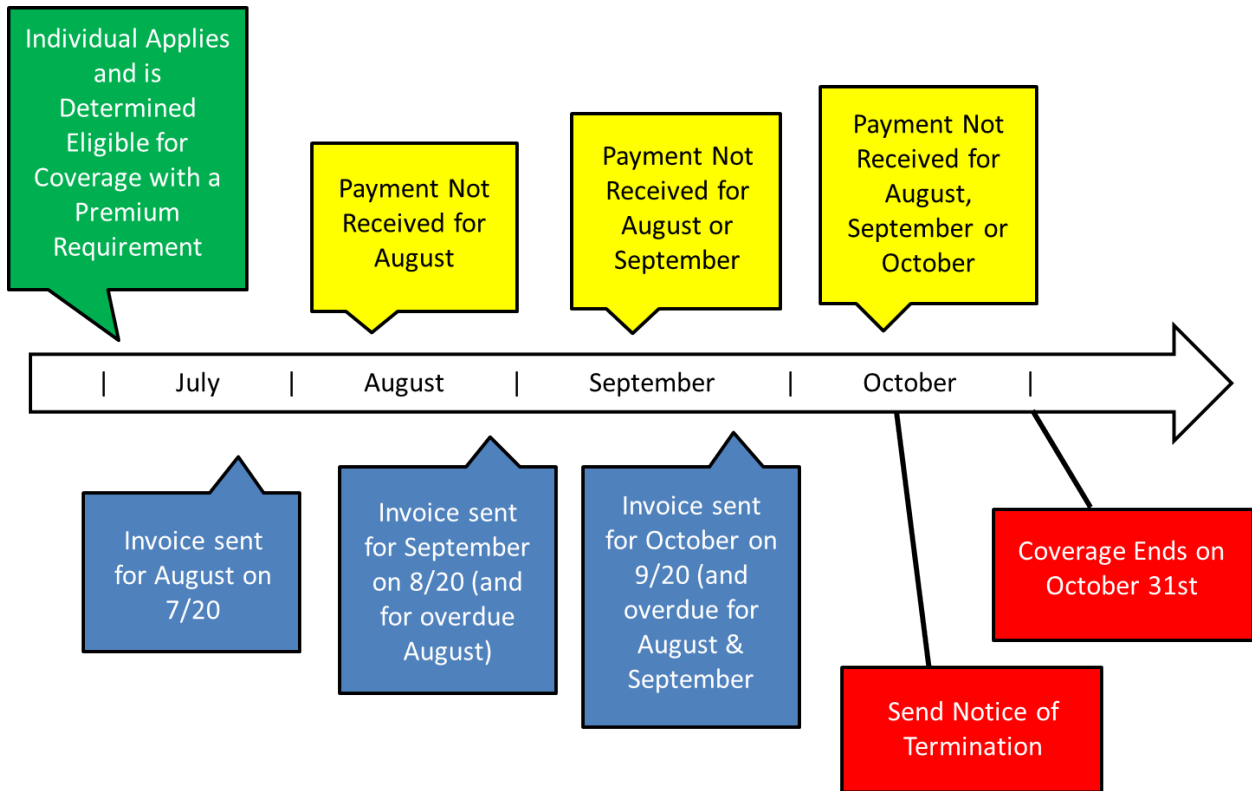 Individual Applies
and is
Determined
Eligible for
Coverage with a
Premium
Requirement
Payment Not
Received for
August
Payment Not
Received for
August or
September
Payment Not
Received for
August,
September or
October
| July | August | September | October |
Invoice sent
for August on
7/20
Invoice sent
for September
on 8/20 (and
for overdue
August)
Invoice sent
for October on
9/20 (and
overdue for
August &
September
Coverage Ends on
October 31st
Send Notice of
Termination